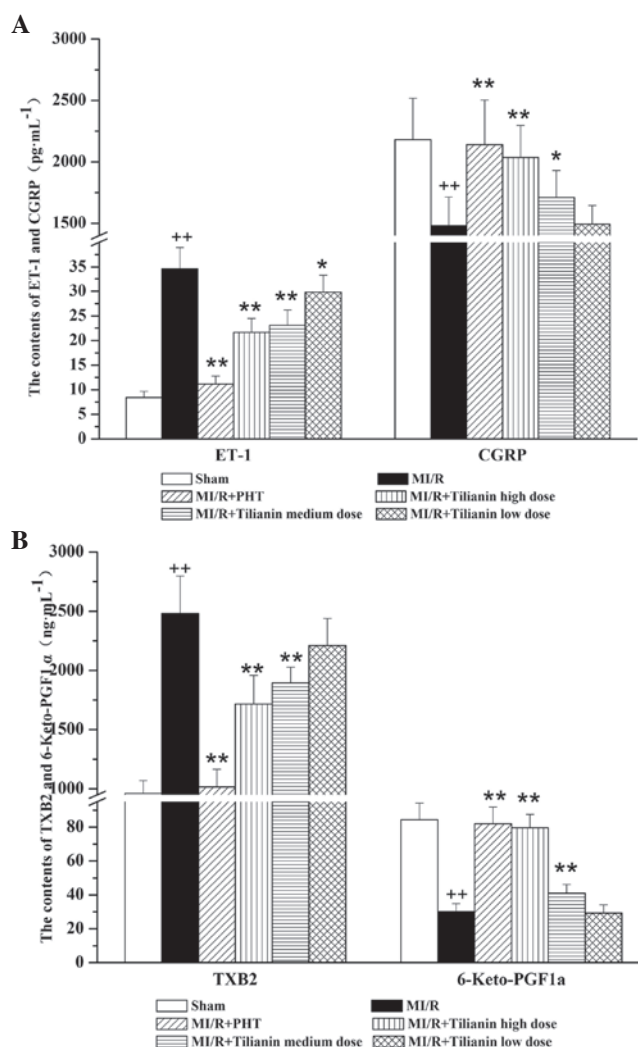 A
The contents of ET-1 and CGRP (pg·mL⁻¹)
3000
2500
2000
1500
35
30
25
20
15
10
5
0
++
**
**
**
*
++
**
**
*
ET-1
CGRP
Sham
MI/R
MI/R+PHT
MI/R+Tilianin high dose
MI/R+Tilianin medium dose
MI/R+Tilianin low dose
B
The contents of TXB2 and 6-Keto-PGF1 α (ng·mL⁻¹)
3000
2500
2000
1500
1000
80
60
40
20
0
++
**
**
**
++
**
**
**
TXB2
6-Keto-PGF1a
Sham
MI/R
MI/R+PHT
MI/R+Tilianin high dose
MI/R+Tilianin medium dose
MI/R+Tilianin low dose